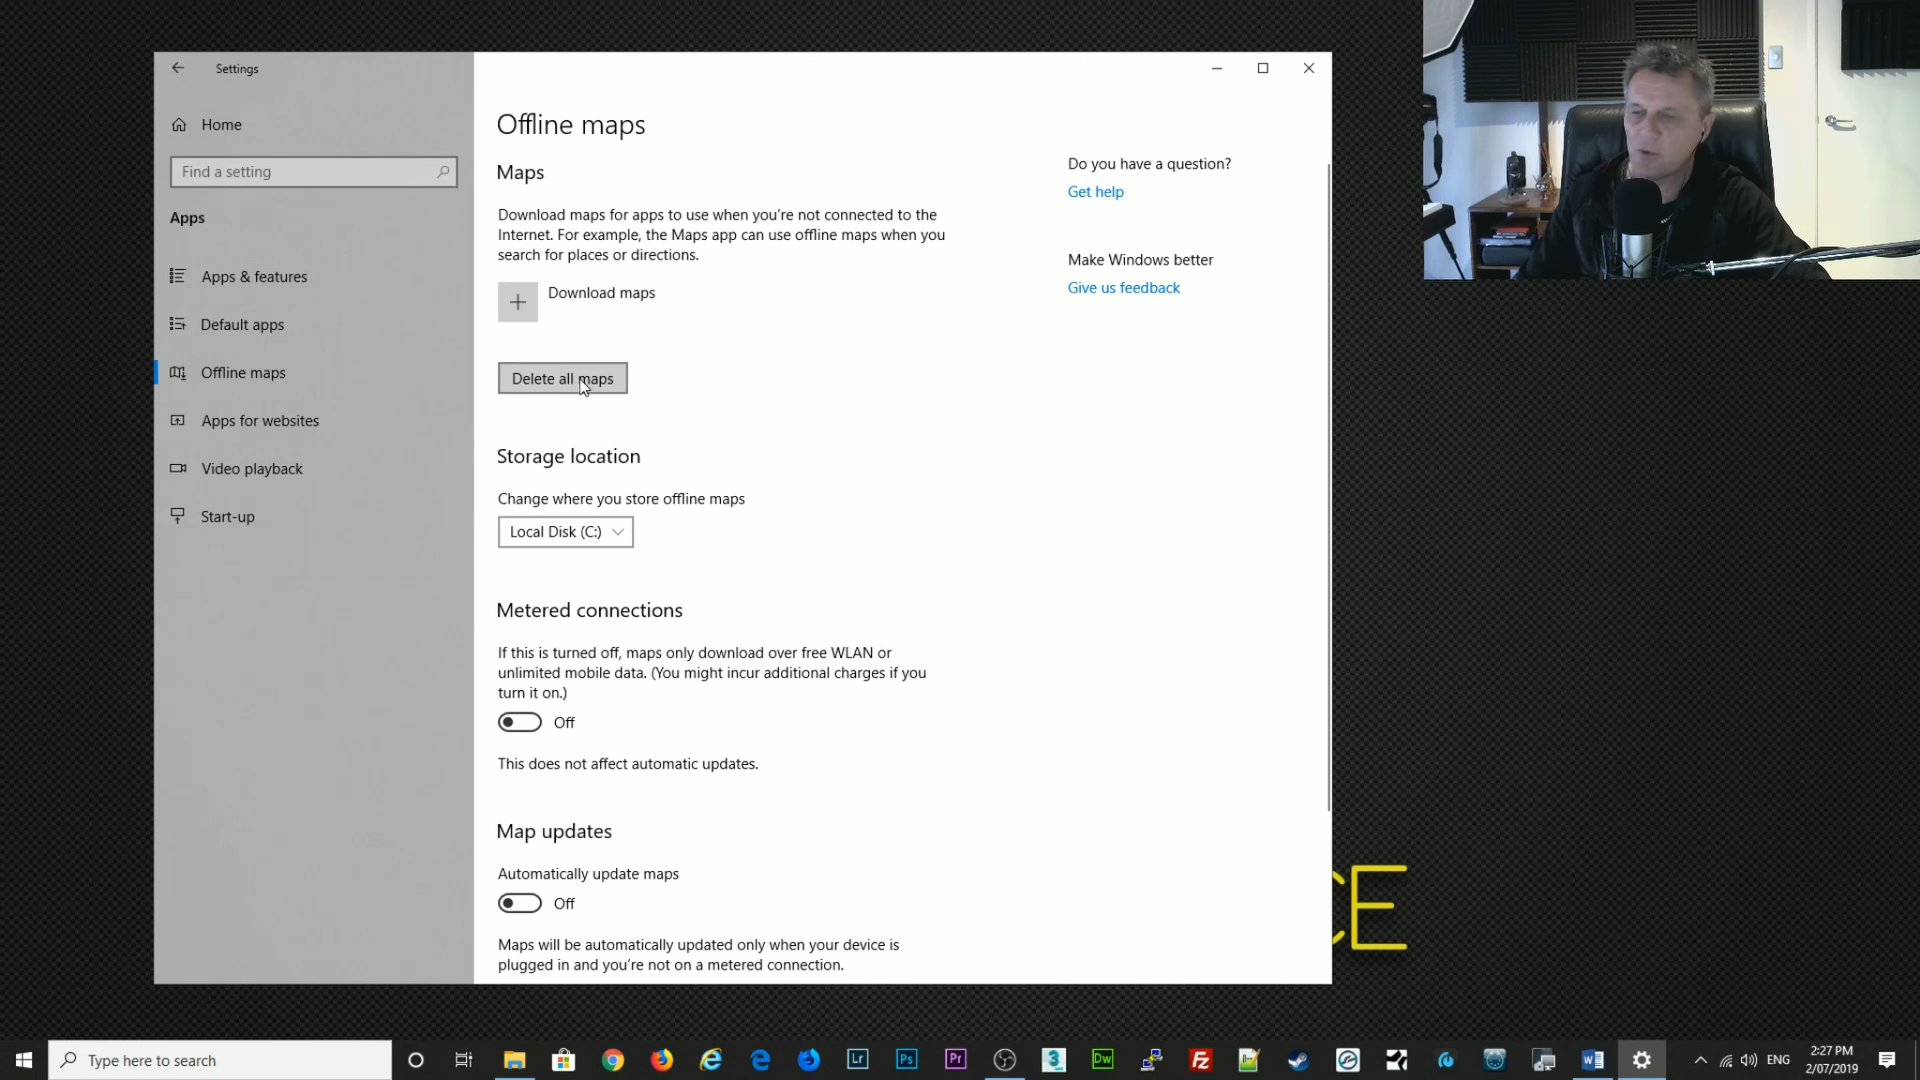 Settings
Home
Find a setting
Apps
Apps & features
Default apps
Offline maps
Apps for websites
Video playback
Start-up
Offline maps
Maps
Download maps for apps to use when you're not connected to the
Internet. For example, the Maps app can use offline maps when you
search for places or directions.
Download maps
Delete all maps
Storage location
Change where you store offline maps
Local Disk (C:)
Metered connections
If this is turned off, maps only download over free WLAN or
unlimited mobile data. (You might incur additional charges if you
turn it on.)
Off
This does not affect automatic updates.
Map updates
Automatically update maps
Off
Maps will be automatically updated only when your device is
plugged in and you're not on a metered connection.
Do you have a question?
Get help
Make Windows better
Give us feedback
CE
Type here to search
Lr
Ps
Pr
3
Dw
FZ
W
ENG
2:27 PM
2/07/2019